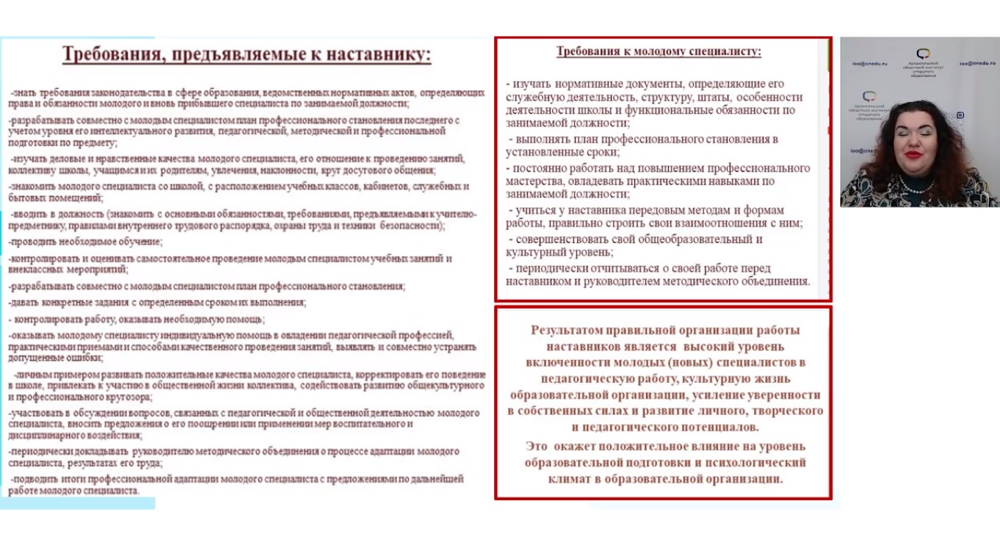 Требования, предъявляемые к наставнику:
-знать требования законодательства в сфере образования, ведомственных нормативных актов, определяющих
права и обязанности молодого и вновь прибывшего специалиста по занимаемой должности;
-разрабатывать совместно с молодым специалистом план профессионального становления последнего с
учетом уровня его интеллектуального развития, педагогической, методической и профессиональной
подготовки по предмету;
-изучать деловые и нравственные качества молодого специалиста, его отношение к проведению занятий,
коллективу школы, учащимся и их родителям, увлечения, наклонности, круг досугового общения;
-знакомить молодого специалиста со школой, с расположением учебных классов, кабинетов, служебных и
бытовых помещений;
-вводить в должность (знакомить с основными обязанностями, требованиями, предъявляемыми к учителю-
предметнику, правилами внутреннего трудового распорядка, охраны труда и техники безопасности);
-проводить необходимое обучение;
-контролировать и оценивать самостоятельное проведение молодым специалистом учебных занятий и
внеклассных мероприятий;
-разрабатывать совместно с молодым специалистом план профессионального становления;
-давать конкретные задания с определенным сроком их выполнения;
- контролировать работу, оказывать необходимую помощь;
-оказывать молодому специалисту индивидуальную помощь в овладении педагогической профессией,
практическими приемами и способами качественного проведения занятий, выявлять и совместно устранять
допущенные ошибки;
-личным примером развивать положительные качества молодого специалиста, корректировать его поведение
в школе, привлекать к участию в общественной жизни коллектива, содействовать развитию общекультурного
и профессионального кругозора;
-участвовать в обсуждении вопросов, связанных с педагогической и общественной деятельностью молодого
специалиста, вносить предложения о его поощрении или применении мер воспитательного и
дисциплинарного воздействия;
-периодически докладывать руководителю методического объединения о процессе адаптации молодого
специалиста, результатах его труда;
-подводить итоги профессиональной адаптации молодого специалиста с предложениями по дальнейшей
работе молодого специалиста.
Требования к молодому специалисту:
- изучать нормативные документы, определяющие его
служебную деятельность, структуру, штаты, особенности
деятельности школы и функциональные обязанности по
занимаемой должности;
- выполнять план профессионального становления в
установленные сроки;
- постоянно работать над повышением профессионального
мастерства, овладевать практическими навыками по
занимаемой должности;
- учиться у наставника передовым методам и формам
работы, правильно строить свои взаимоотношения с ним;
- совершенствовать свой общеобразовательный и
культурный уровень;
- периодически отчитываться о своей работе перед
наставником и руководителем методического объединения.
Результатом правильной организации работы
наставников является высокий уровень
включенности молодых (новых) специалистов в
педагогическую работу, культурную жизнь
образовательной организации, усиление уверенности
в собственных силах и развитие личного, творческого
и педагогического потенциалов.
Это окажет положительное влияние на уровень
образовательной подготовки и психологический
климат в образовательной организации.
ioo@onedu.ru
Архангельский
областной институт
открытого
образования
ioo@onedu.ru
Архангельский
областной институт
открытого
образования